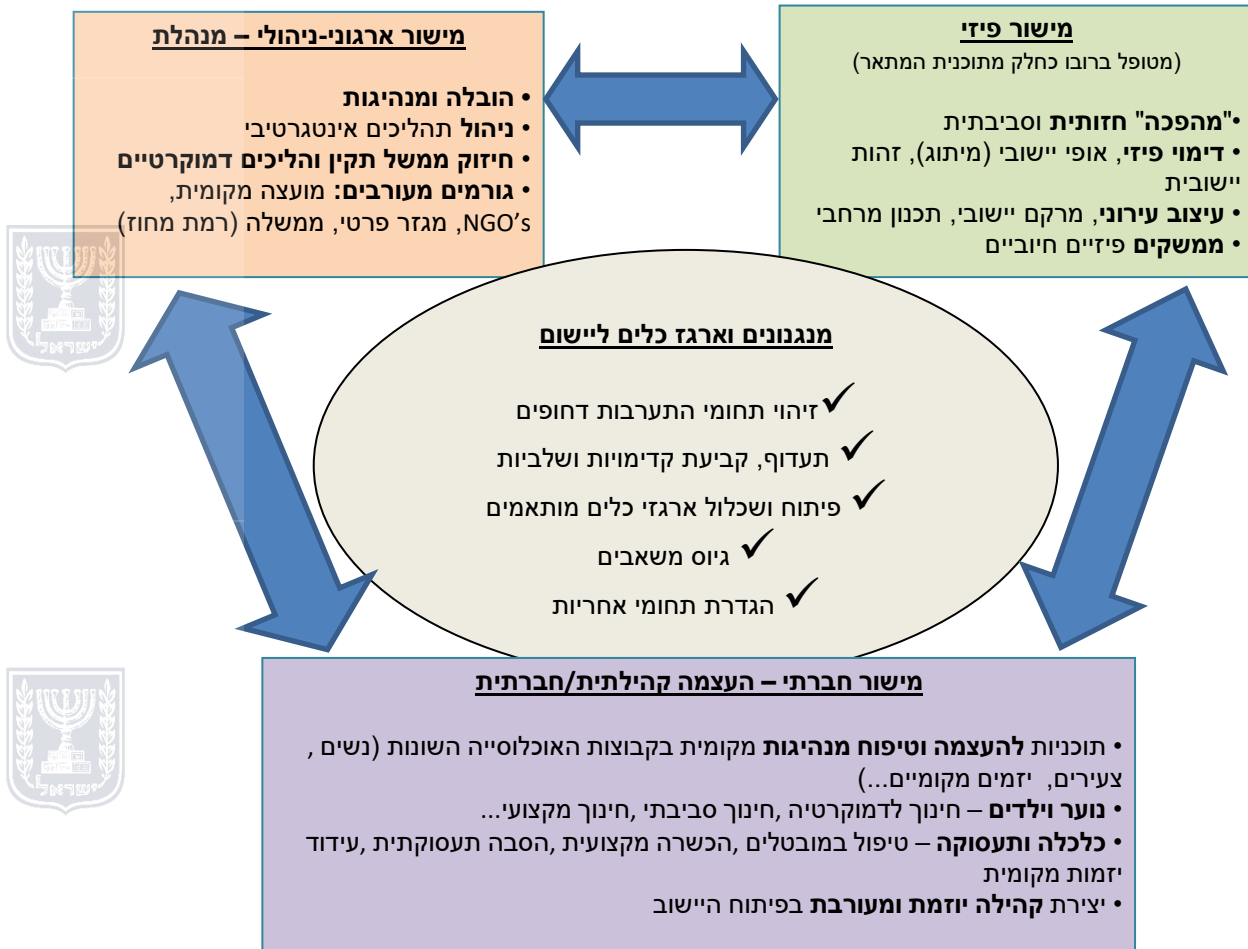 מישור ארגוני-ניהולי – מנהלת
• הובלה ומנהיגות
• ניהול תהליכים אינטגרטיבי
• חיזוק ממשל תקין והליכים דמוקרטיים
• גורמים מעורבים: מועצה מקומית,
NGO's, מגזר פרטי, ממשלה (רמת מחוז)
מישור פיזי
(מטופל ברובו כחלק מתוכנית המתאר)
•"מהפכה" חזותית וסביבתית
• דימוי פיזי, אופי יישובי (מיתוג), זהות
יישובית
• עיצוב עירוני, מרקם יישובי, תכנון מרחבי
• ממשקים פיזיים חיוביים
מנגנונים וארגז כלים ליישום
✓ זיהוי תחומי התערבות דחופים
✓ תעדוף, קביעת קדימויות ושלביות
✓ פיתוח ושכלול ארגזי כלים מותאמים
✓ גיוס משאבים
✓ הגדרת תחומי אחריות
מישור חברתי – העצמה קהילתית/חברתית
• תוכניות להעצמה וטיפוח מנהיגות מקומית בקבוצות האוכלוסייה השונות (נשים ,
צעירים, יזמים מקומיים...)
• נוער וילדים – חינוך לדמוקרטיה ,חינוך סביבתי ,חינוך מקצועי...
• כלכלה ותעסוקה – טיפול במובטלים ,הכשרה מקצועית ,הסבה תעסוקתית ,עידוד
יזמות מקומית
• יצירת קהילה יוזמת ומעורבת בפיתוח היישוב
ישראל
ישראל